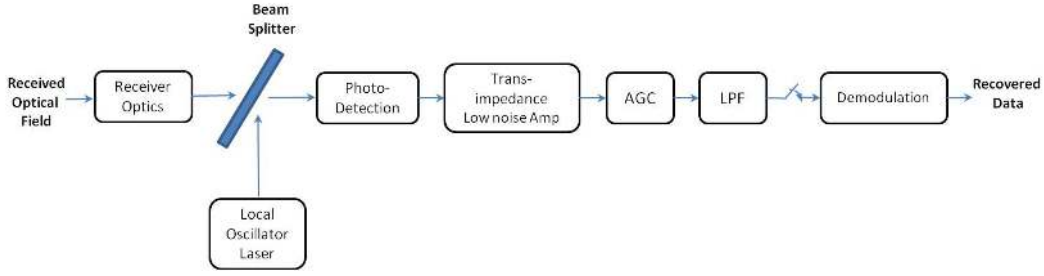 Beam
Splitter
Received
Optical
Field
Receiver
Optics
Photo-
Detection
Trans-
impedance
Low noise Amp
AGC
LPF
Demodulation
Recovered
Data
Local
Oscillator
Laser